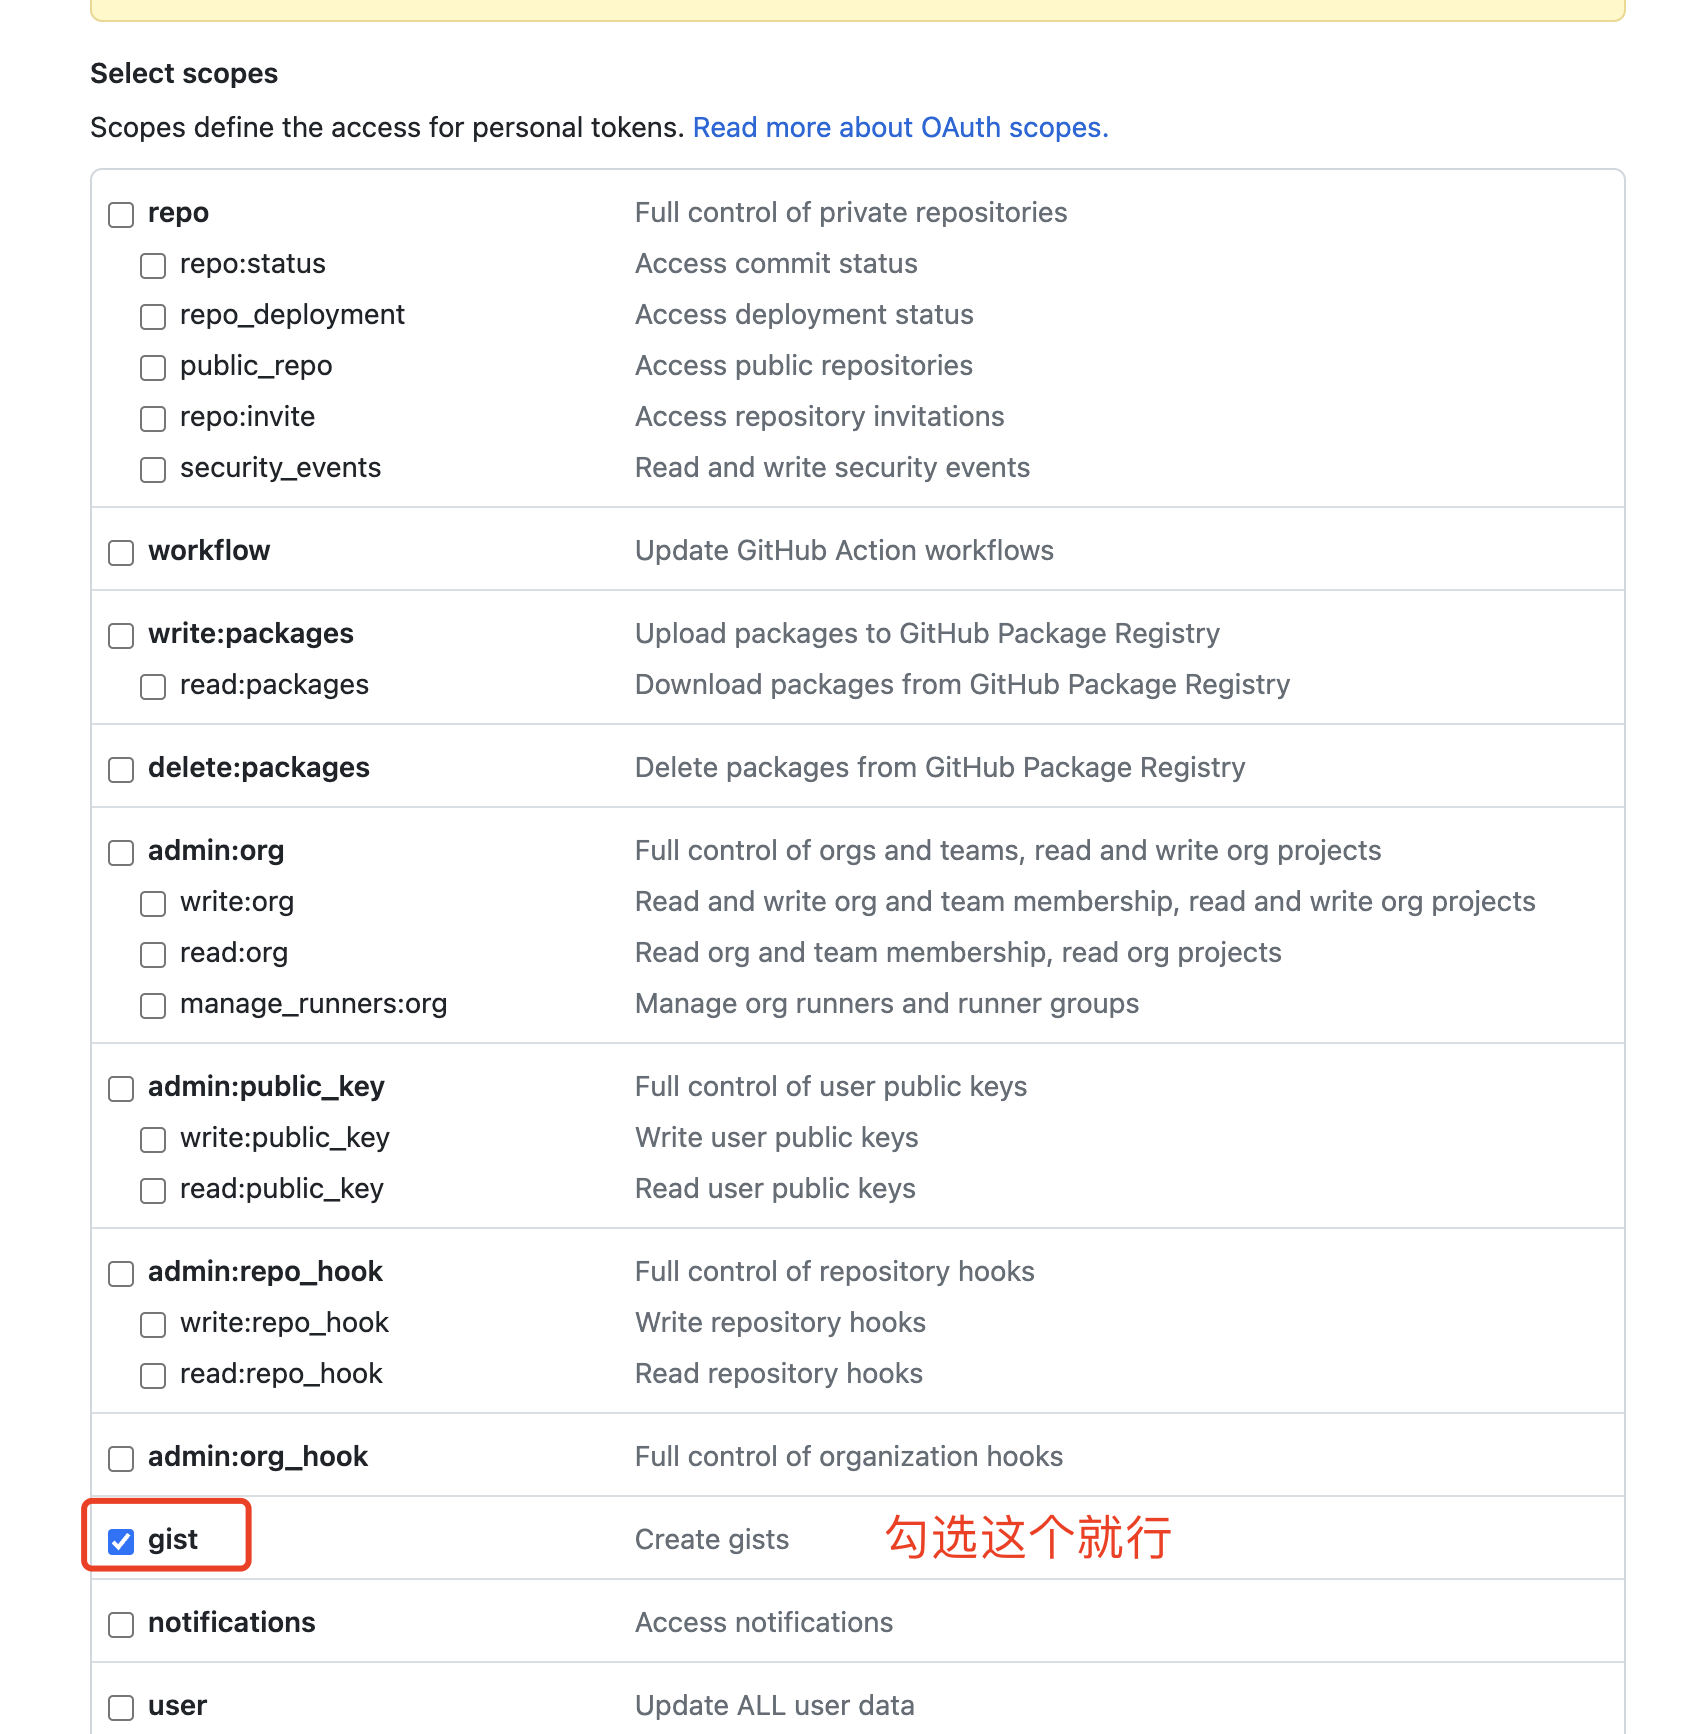 Select scopes
Scopes define the access for personal tokens. Read more about OAuth scopes.
repo Full control of private repositories
repo:status Access commit status
repo_deployment Access deployment status
public_repo Access public repositories
repo:invite Access repository invitations
security_events Read and write security events
workflow Update GitHub Action workflows
write:packages Upload packages to GitHub Package Registry
read:packages Download packages from GitHub Package Registry
delete:packages Delete packages from GitHub Package Registry
admin:org Full control of orgs and teams, read and write org projects
write:org Read and write org and team membership, read and write org projects
read:org Read org and team membership, read org projects
manage_runners:org Manage org runners and runner groups
admin:public_key Full control of user public keys
write:public_key Write user public keys
read:public_key Read user public keys
admin:repo_hook Full control of repository hooks
write:repo_hook Write repository hooks
read:repo_hook Read repository hooks
admin:org_hook Full control of organization hooks
gist Create gists 勾选这个就行
notifications Access notifications
user Update ALL user data